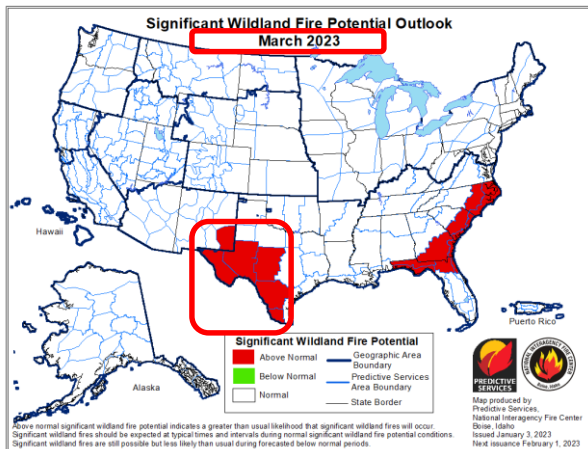 Significant Wildland Fire Potential Outlook
March 2023
Hawaii
Alaska
Puerto Rico
Significant Wildland Fire Potential
Above Normal
Below Normal
Normal
Geographic Area
Boundary
Predictive Services
Area Boundary
State Border
PREDICTIVE
SERVICES
NATIONAL INTERAGENCY FIRE CENTER
BOISE, IDAHO
Map produced by
Predictive Services,
National Interagency Fire Center
Boise, Idaho
Issued January 3, 2023
Next issuance February 1, 2023
Above normal significant wildland fire potential indicates a greater than usual likelihood that significant wildland fires will occur.
Significant wildland fires should be expected at typical times and intervals during normal significant wildland fire potential conditions.
Significant wildland fires are still possible but less likely than usual during forecasted below normal periods.